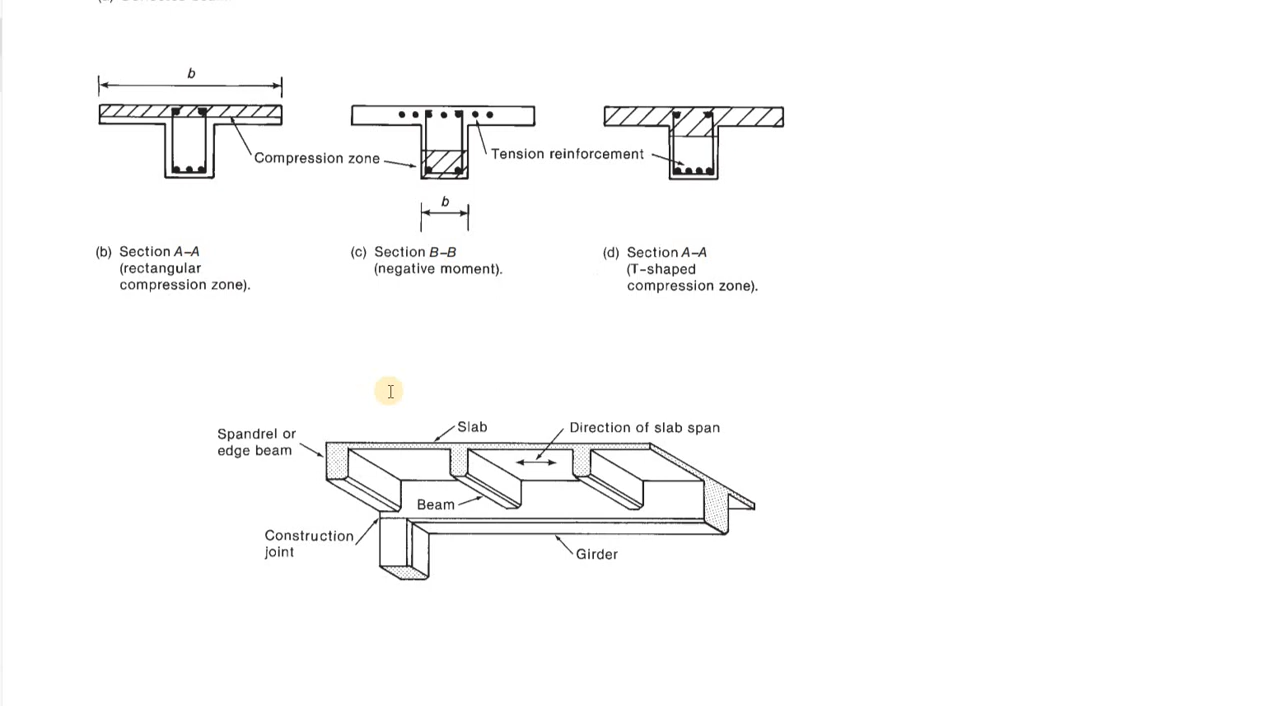 b
Compression zone
Tension reinforcement
b
(b) Section A–A
(rectangular
compression zone).
(c) Section B–B
(negative moment).
(d) Section A–A
(T-shaped
compression zone).
Spandrel or
edge beam
Slab
Direction of slab span
Beam
Construction
joint
Girder